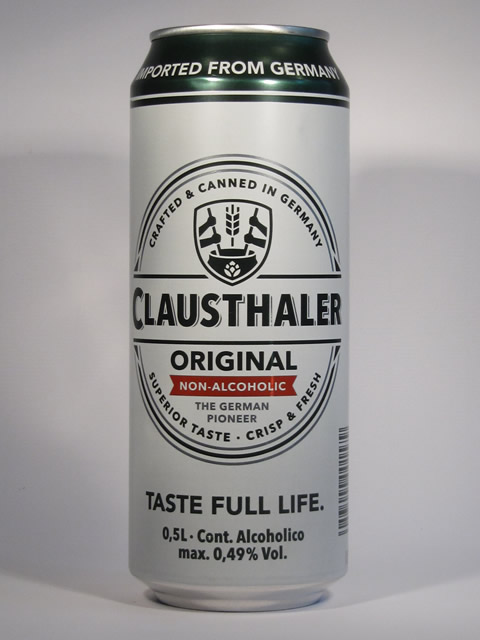 IMPORTED FROM GERMANY
CRAFTED & CANNED IN GERMANY
CLAUSTHALER
ORIGINAL
NON-ALCOHOLIC
THE GERMAN
PIONEER
SUPERIOR TASTE · CRISP & FRESH
TASTE FULL LIFE.
0,5L · Cont. Alcoholico
max. 0,49% Vol.